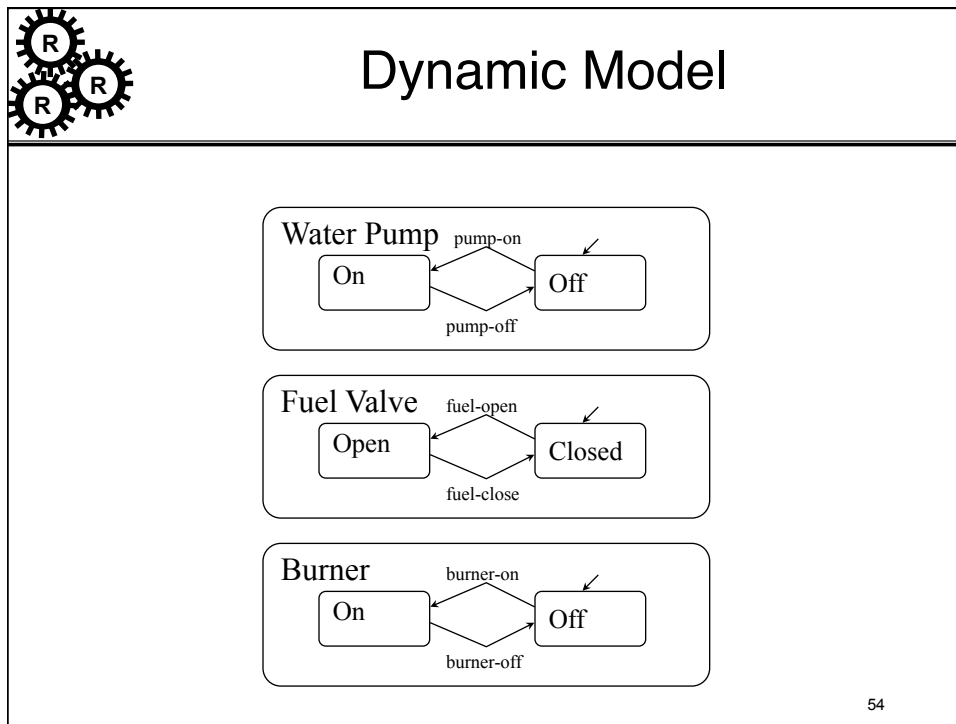 R
R
R
Dynamic Model
Water Pump
pump-on
On
Off
pump-off
Fuel Valve
fuel-open
Open
Closed
fuel-close
Burner
burner-on
On
Off
burner-off
54